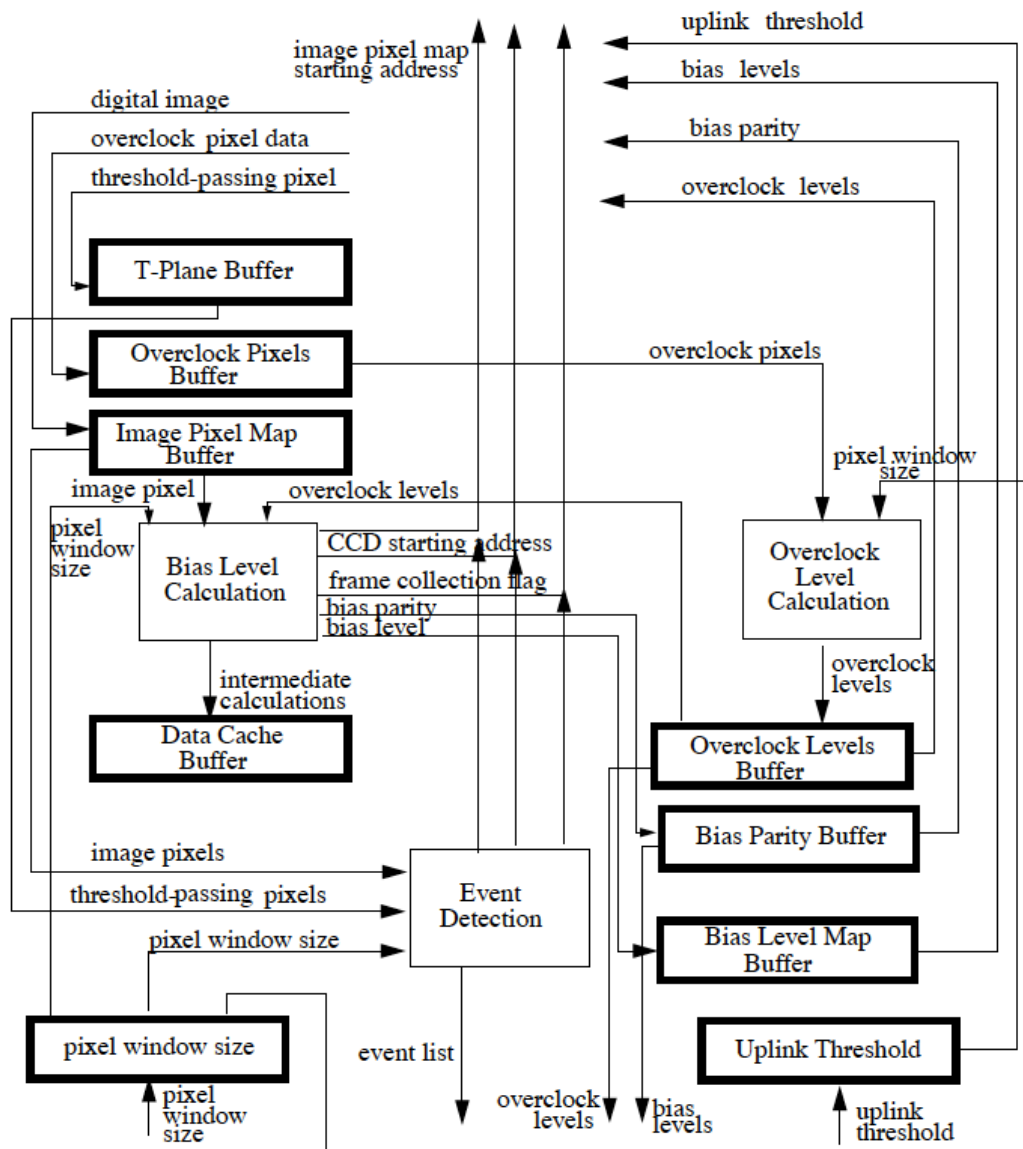 uplink threshold
image pixel map
starting address
bias levels
digital image
overclock pixel data
bias parity
threshold-passing pixel
overclock levels
T-Plane Buffer
Overclock Pixels
Buffer
overclock pixels
Image Pixel Map
Buffer
pixel window
size
image pixel
overclock levels
pixel
window
size
CCD starting address
Bias Level
Calculation
frame collection flag
bias parity
bias level
Overclock
Level
Calculation
intermediate
calculations
overclock
levels
Data Cache
Buffer
Overclock Levels
Buffer
Bias Parity Buffer
image pixels
threshold-passing pixels
Event
Detection
pixel window size
Bias Level Map
Buffer
pixel window size
event list
Uplink Threshold
pixel
window
size
overclock
levels
bias
levels
uplink
threshold